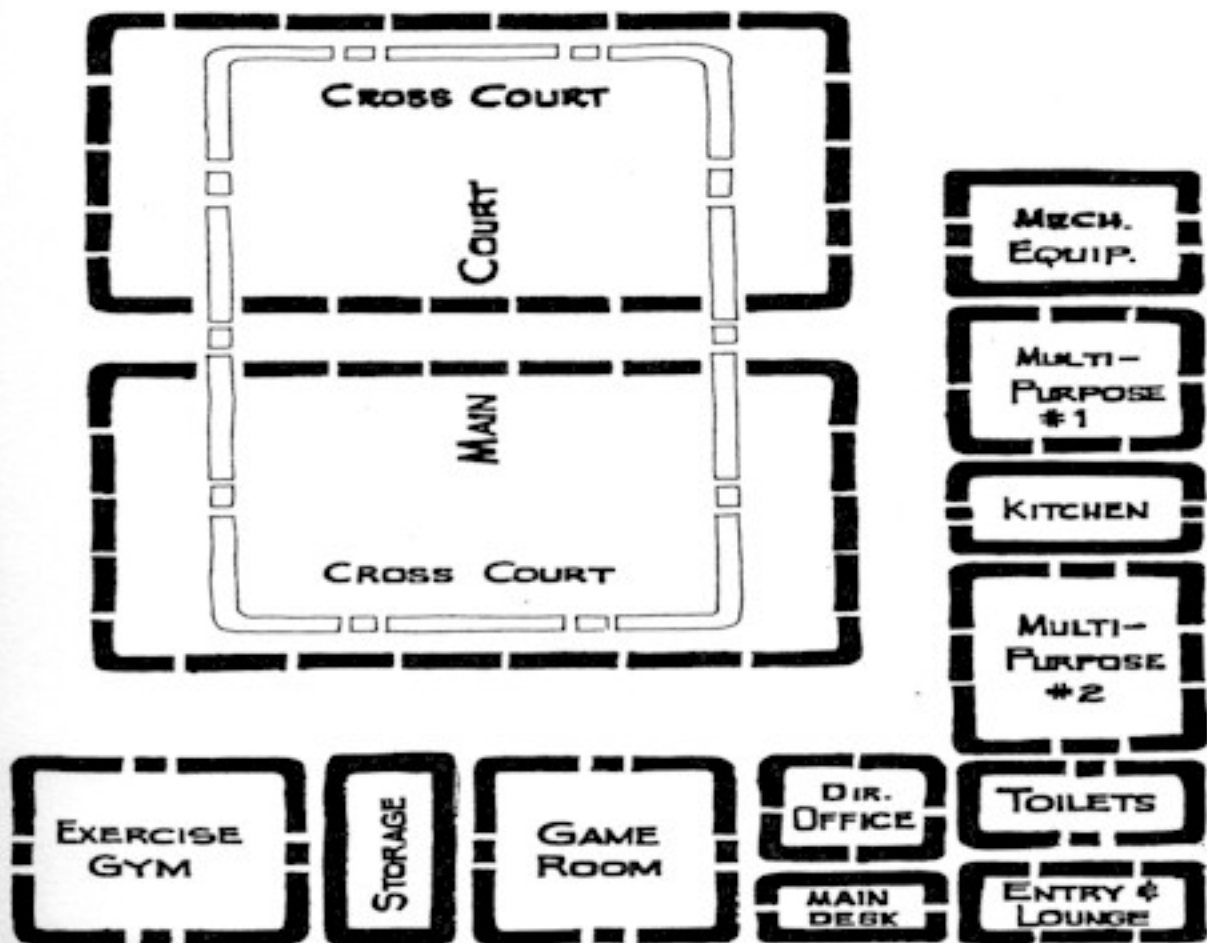 CROSS COURT
MAIN COURT
CROSS COURT
MECH.
EQUIP.
MULTI-
PURPOSE
#1
KITCHEN
MULTI-
PURPOSE
#2
EXERCISE
GYM
STORAGE
GAME
ROOM
DIR.
OFFICE
TOILETS
MAIN
DESK
ENTRY &
LOUNGE